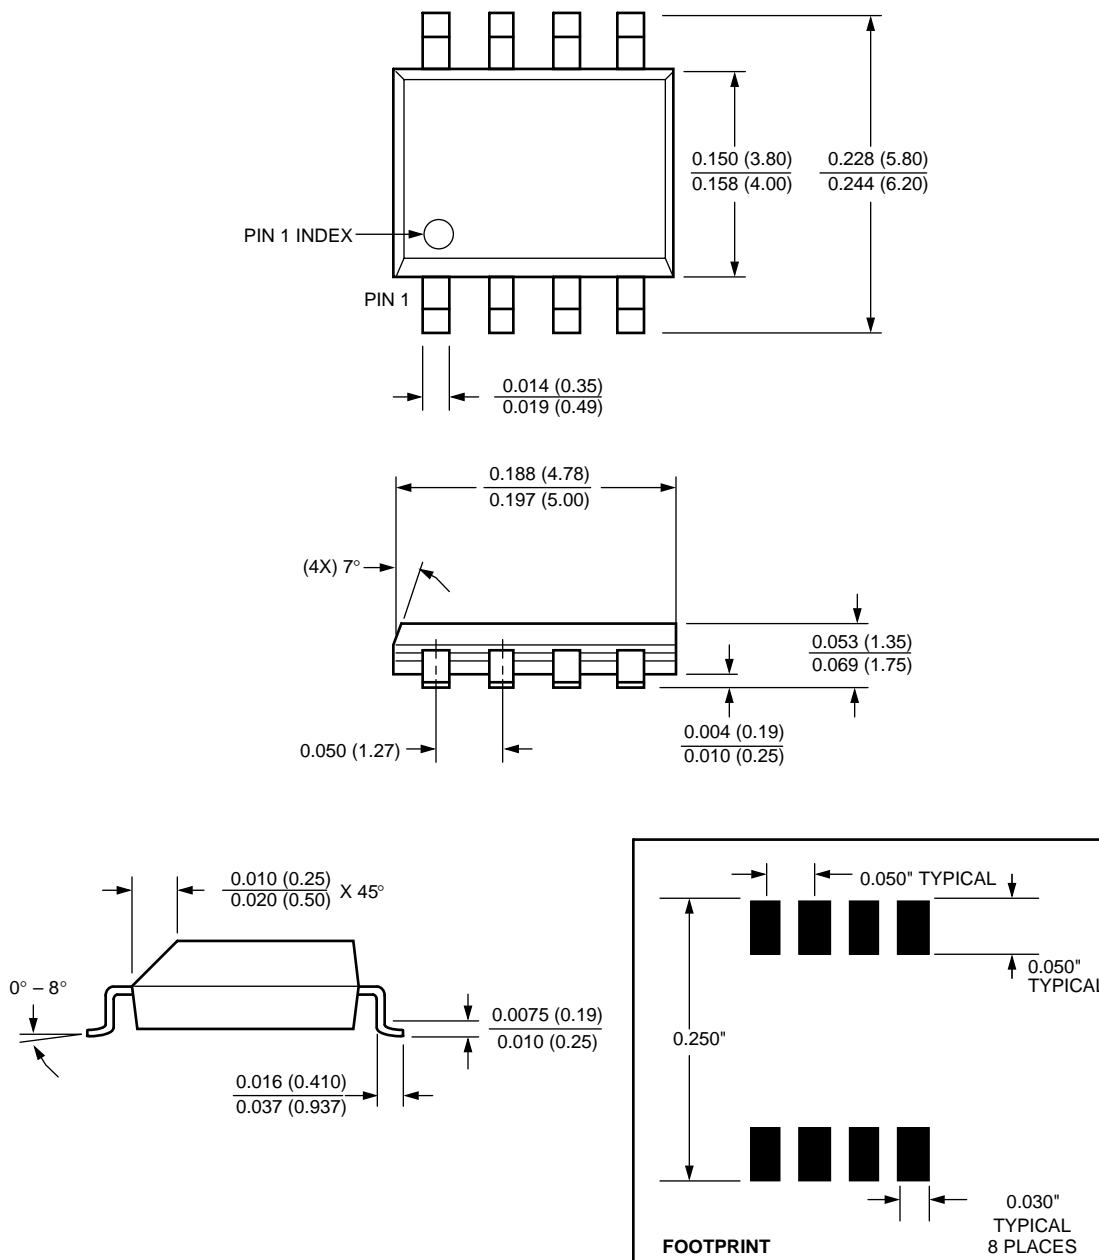 0.150 (3.80)
0.158 (4.00)
0.228 (5.80)
0.244 (6.20)
PIN 1 INDEX
PIN 1
0.014 (0.35)
0.019 (0.49)
0.188 (4.78)
0.197 (5.00)
(4X) 7°
0.053 (1.35)
0.069 (1.75)
0.004 (0.19)
0.010 (0.25)
0.050 (1.27)
0.010 (0.25)
0.020 (0.50)
X 45°
0° – 8°
0.0075 (0.19)
0.010 (0.25)
0.016 (0.410)
0.037 (0.937)
0.050" TYPICAL
0.050"
TYPICAL
0.250"
0.030"
TYPICAL
8 PLACES
FOOTPRINT